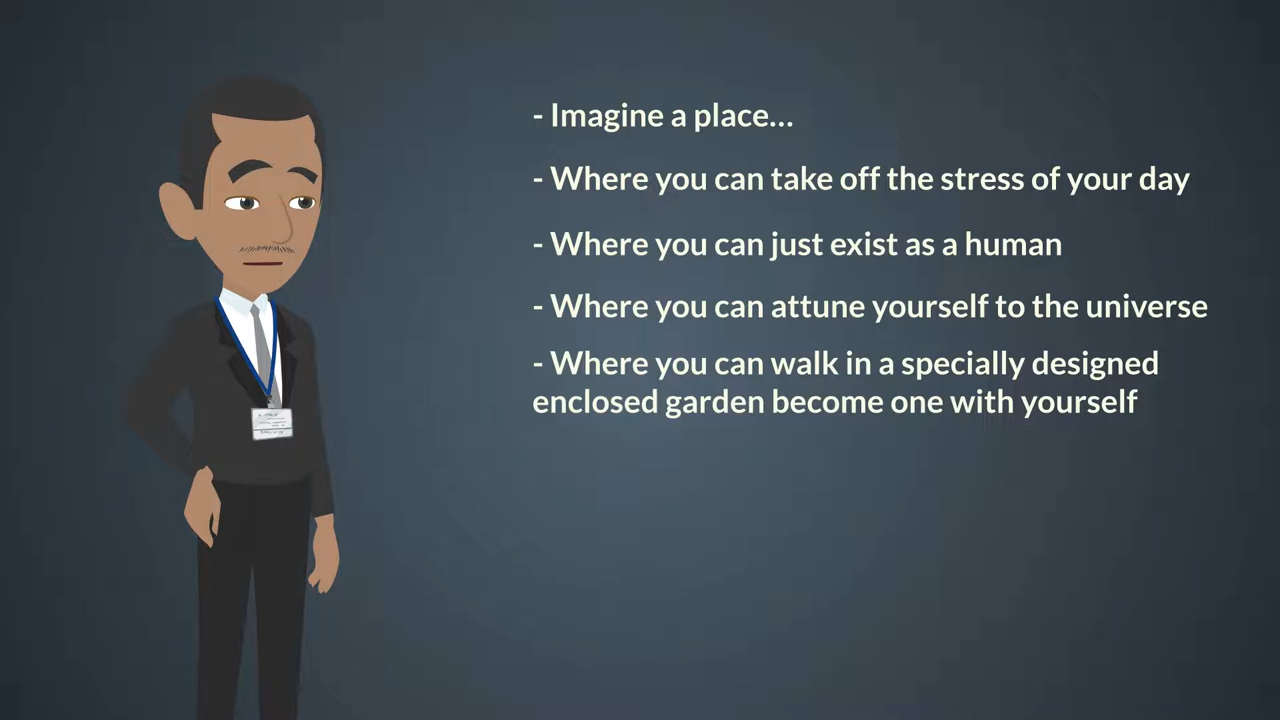 - Imagine a place...
- Where you can take off the stress of your day
- Where you can just exist as a human
- Where you can attune yourself to the universe
- Where you can walk in a specially designed
enclosed garden become one with yourself